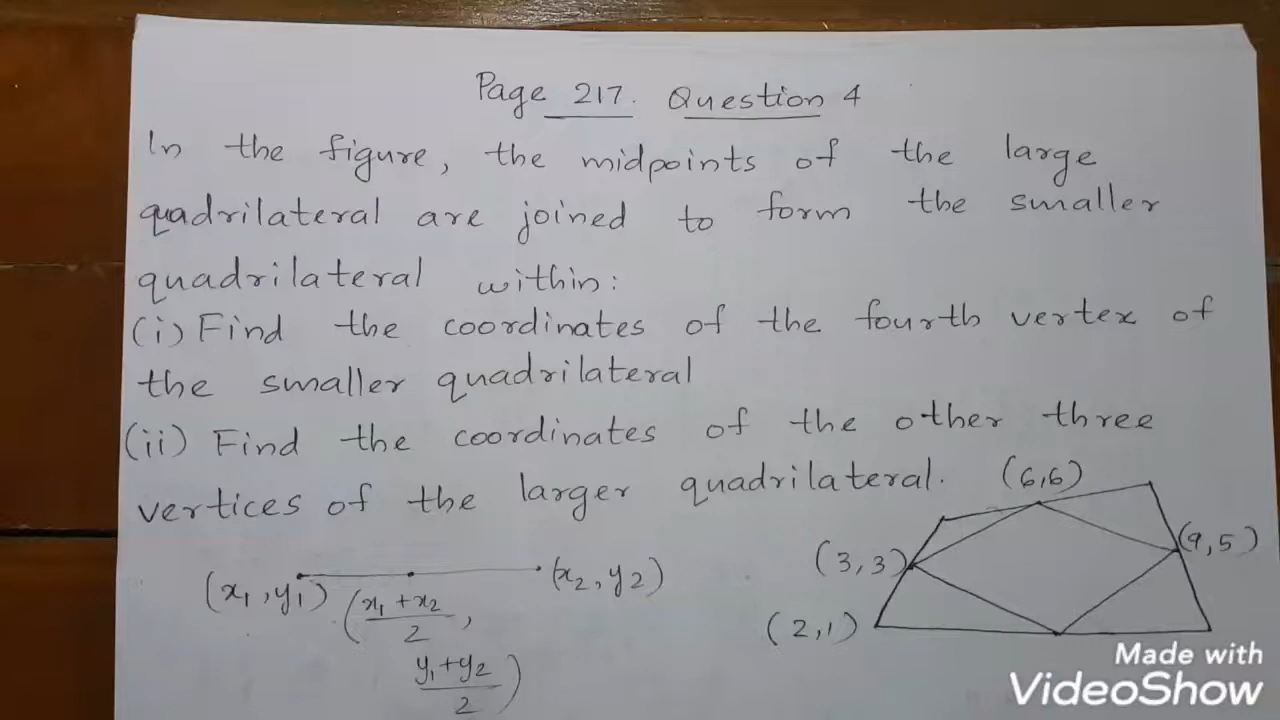 Page 217. Question 4
In the figure, the midpoints of the large
quadrilateral are joined to form the smaller
quadrilateral within:
(i) Find the coordinates of the fourth vertex of
the smaller quadrilateral
(ii) Find the coordinates of the other three
vertices of the larger quadrilateral.
(6,6)
(3,3)
(9,5)
(2,1)
(x₁,y₁)
(x₂,y₂)
(x₁+x₂/2,
y₁+y₂/2)
Made with
VideoShow